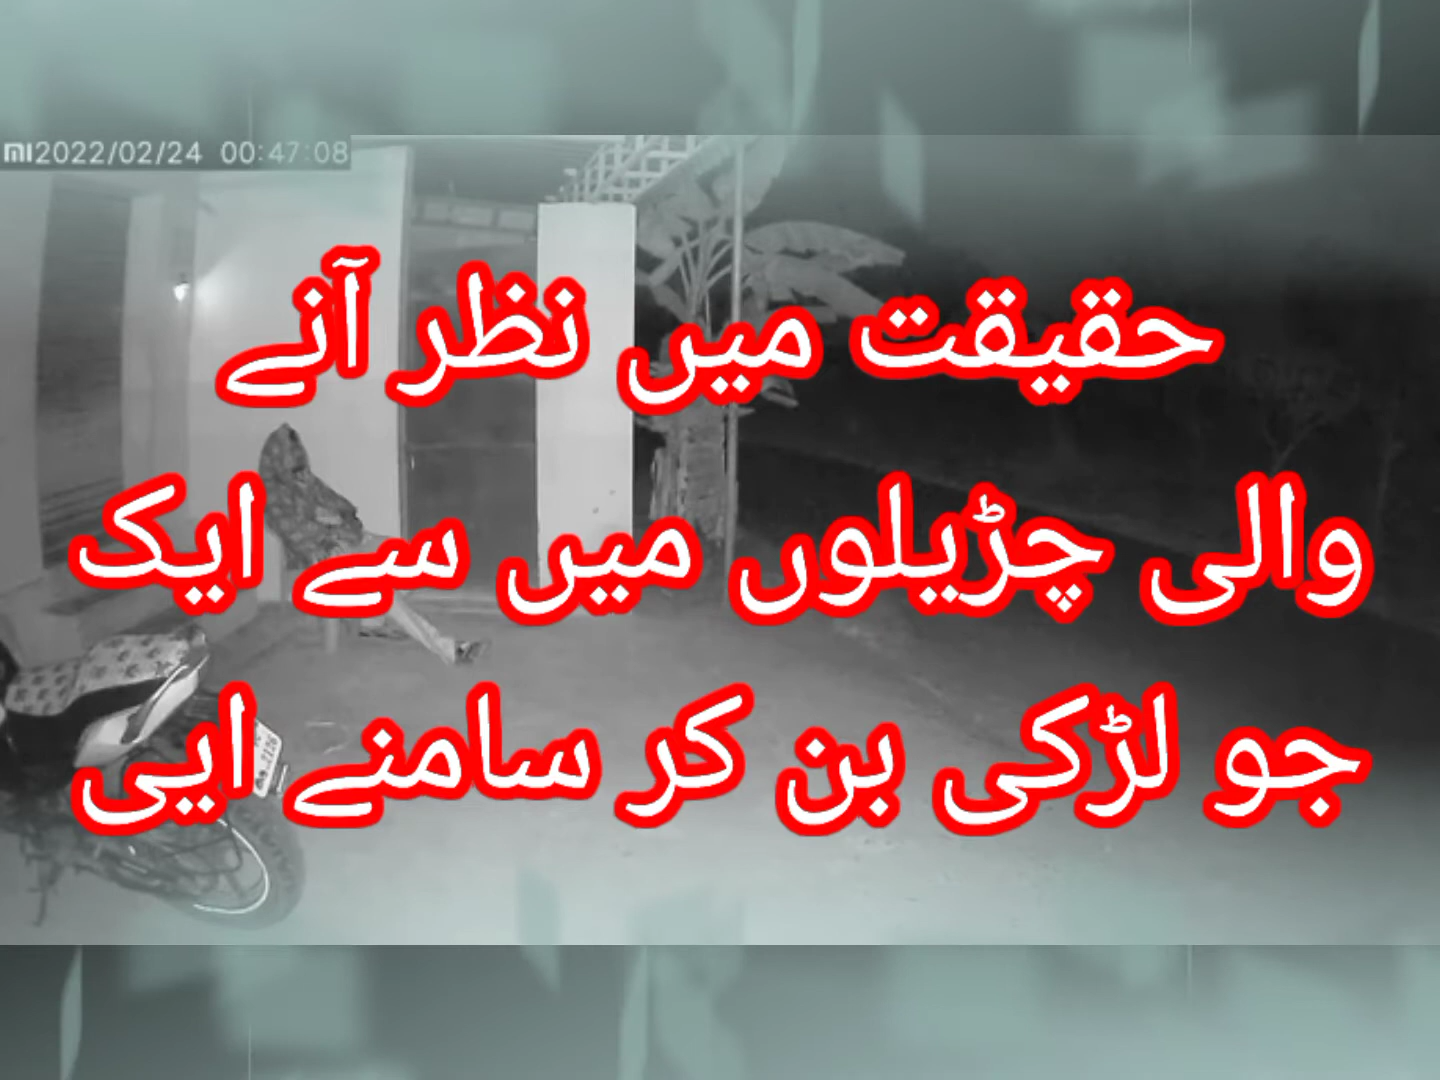 mi2022/02/24 00:47:08
حقیقت میں نظر آنے
والی چڑیلوں میں سے ایک
جو لڑکی بن کر سامنے ایی